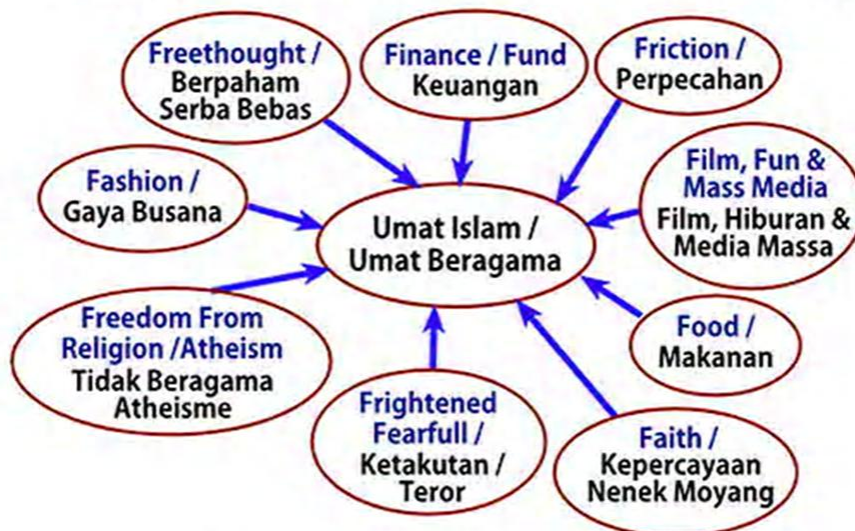 Freethought /
Berpaham
Serba Bebas
Finance / Fund
Keuangan
Friction /
Perpecahan
Fashion /
Gaya Busana
Umat Islam /
Umat Beragama
Film, Fun &
Mass Media
Film, Hiburan &
Media Massa
Freedom From
Religion /Atheism
Tidak Beragama
Atheisme
Frightened
Fearfull /
Ketakutan /
Teror
Faith /
Kepercayaan
Nenek Moyang
Food /
Makanan